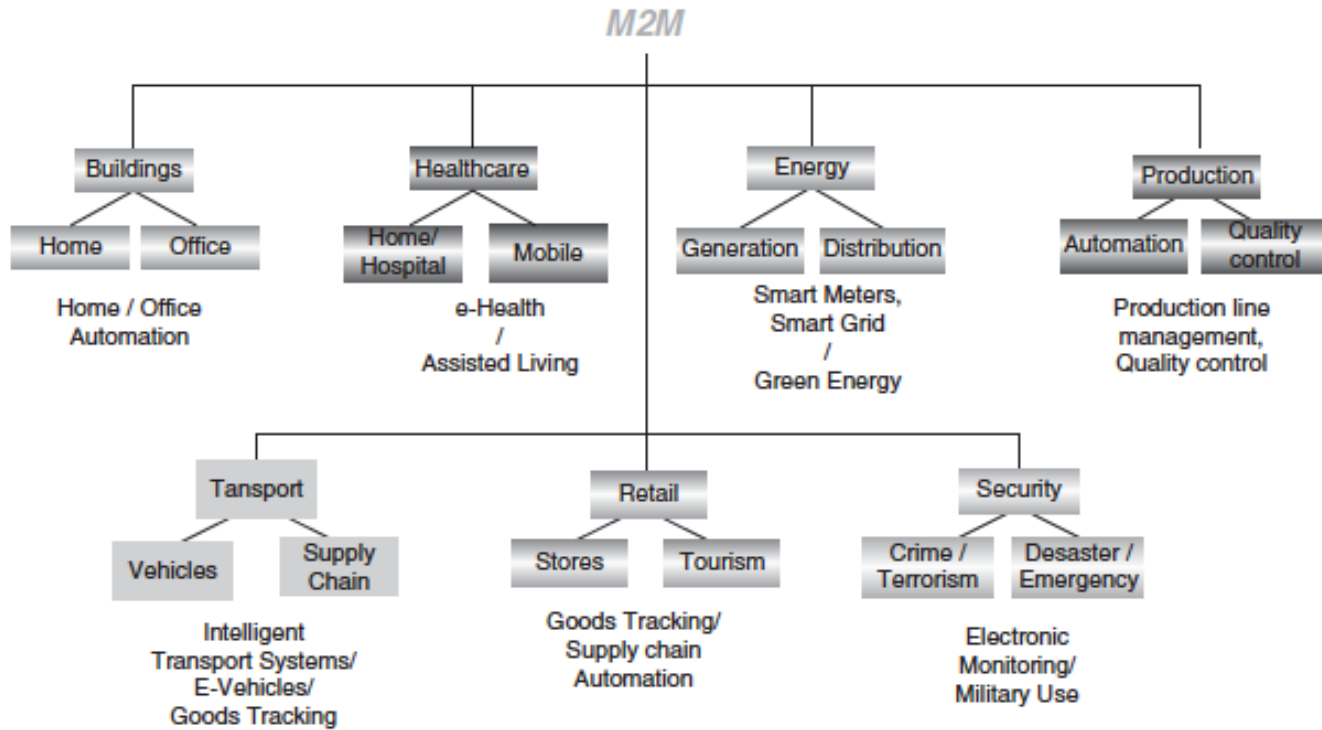 M2M
Buildings
Home
Office
Home / Office
Automation
Healthcare
Home/
Hospital
Mobile
e-Health
/
Assisted Living
Energy
Generation
Distribution
Smart Meters,
Smart Grid
/
Green Energy
Production
Automation
Quality
control
Production line
management,
Quality control
Tansport
Vehicles
Supply
Chain
Intelligent
Transport Systems/
E-Vehicles/
Goods Tracking
Retail
Stores
Tourism
Goods Tracking/
Supply chain
Automation
Security
Crime /
Terrorism
Desaster /
Emergency
Electronic
Monitoring/
Military Use